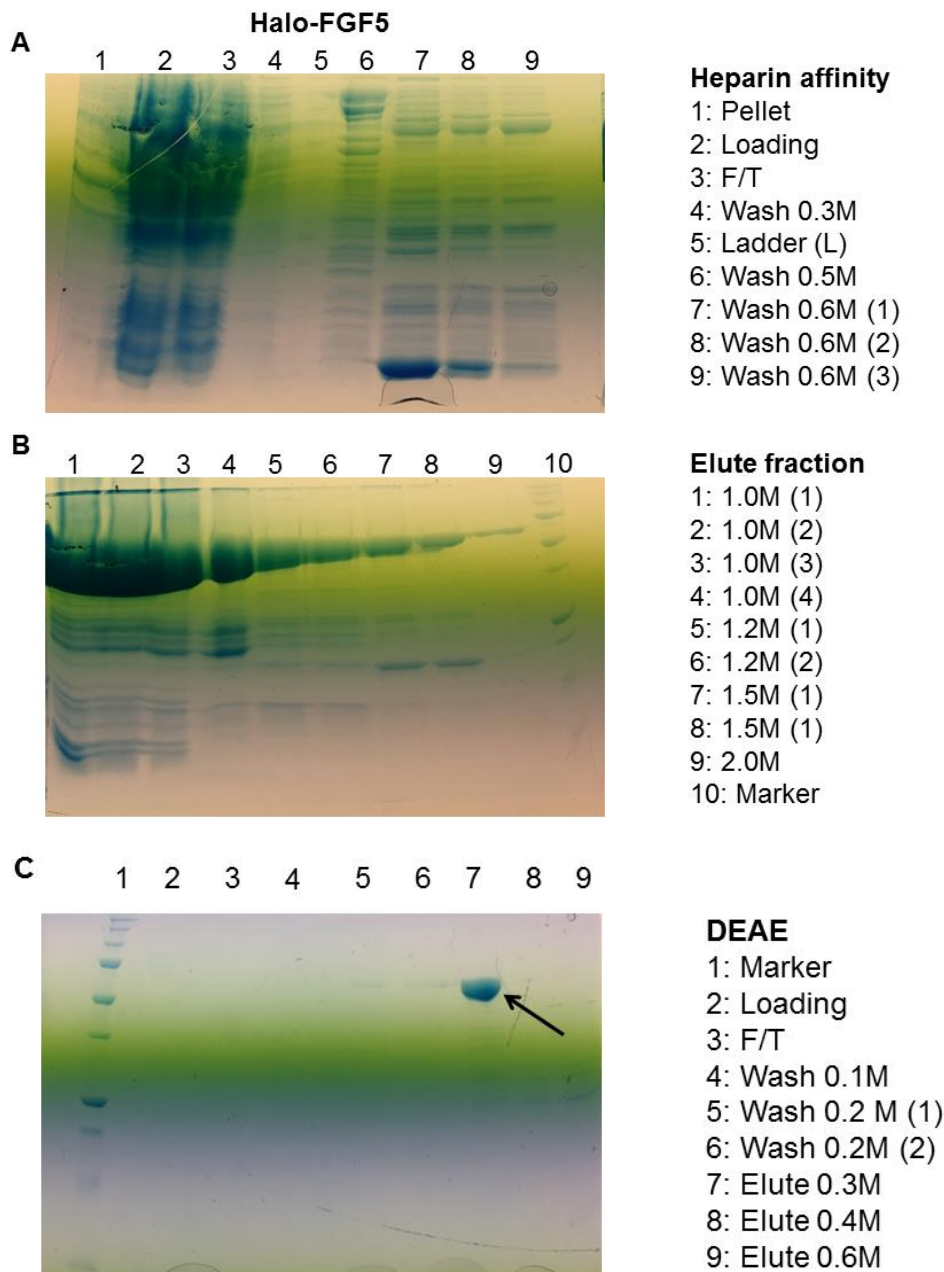 Halo-FGF5
A
1 2 3 4 5 6 7 8 9
Heparin affinity
1: Pellet
2: Loading
3: F/T
4: Wash 0.3M
5: Ladder (L)
6: Wash 0.5M
7: Wash 0.6M (1)
8: Wash 0.6M (2)
9: Wash 0.6M (3)
B
1 2 3 4 5 6 7 8 9 10
Elute fraction
1: 1.0M (1)
2: 1.0M (2)
3: 1.0M (3)
4: 1.0M (4)
5: 1.2M (1)
6: 1.2M (2)
7: 1.5M (1)
8: 1.5M (1)
9: 2.0M
10: Marker
C
1 2 3 4 5 6 7 8 9
DEAE
1: Marker
2: Loading
3: F/T
4: Wash 0.1M
5: Wash 0.2 M (1)
6: Wash 0.2M (2)
7: Elute 0.3M
8: Elute 0.4M
9: Elute 0.6M